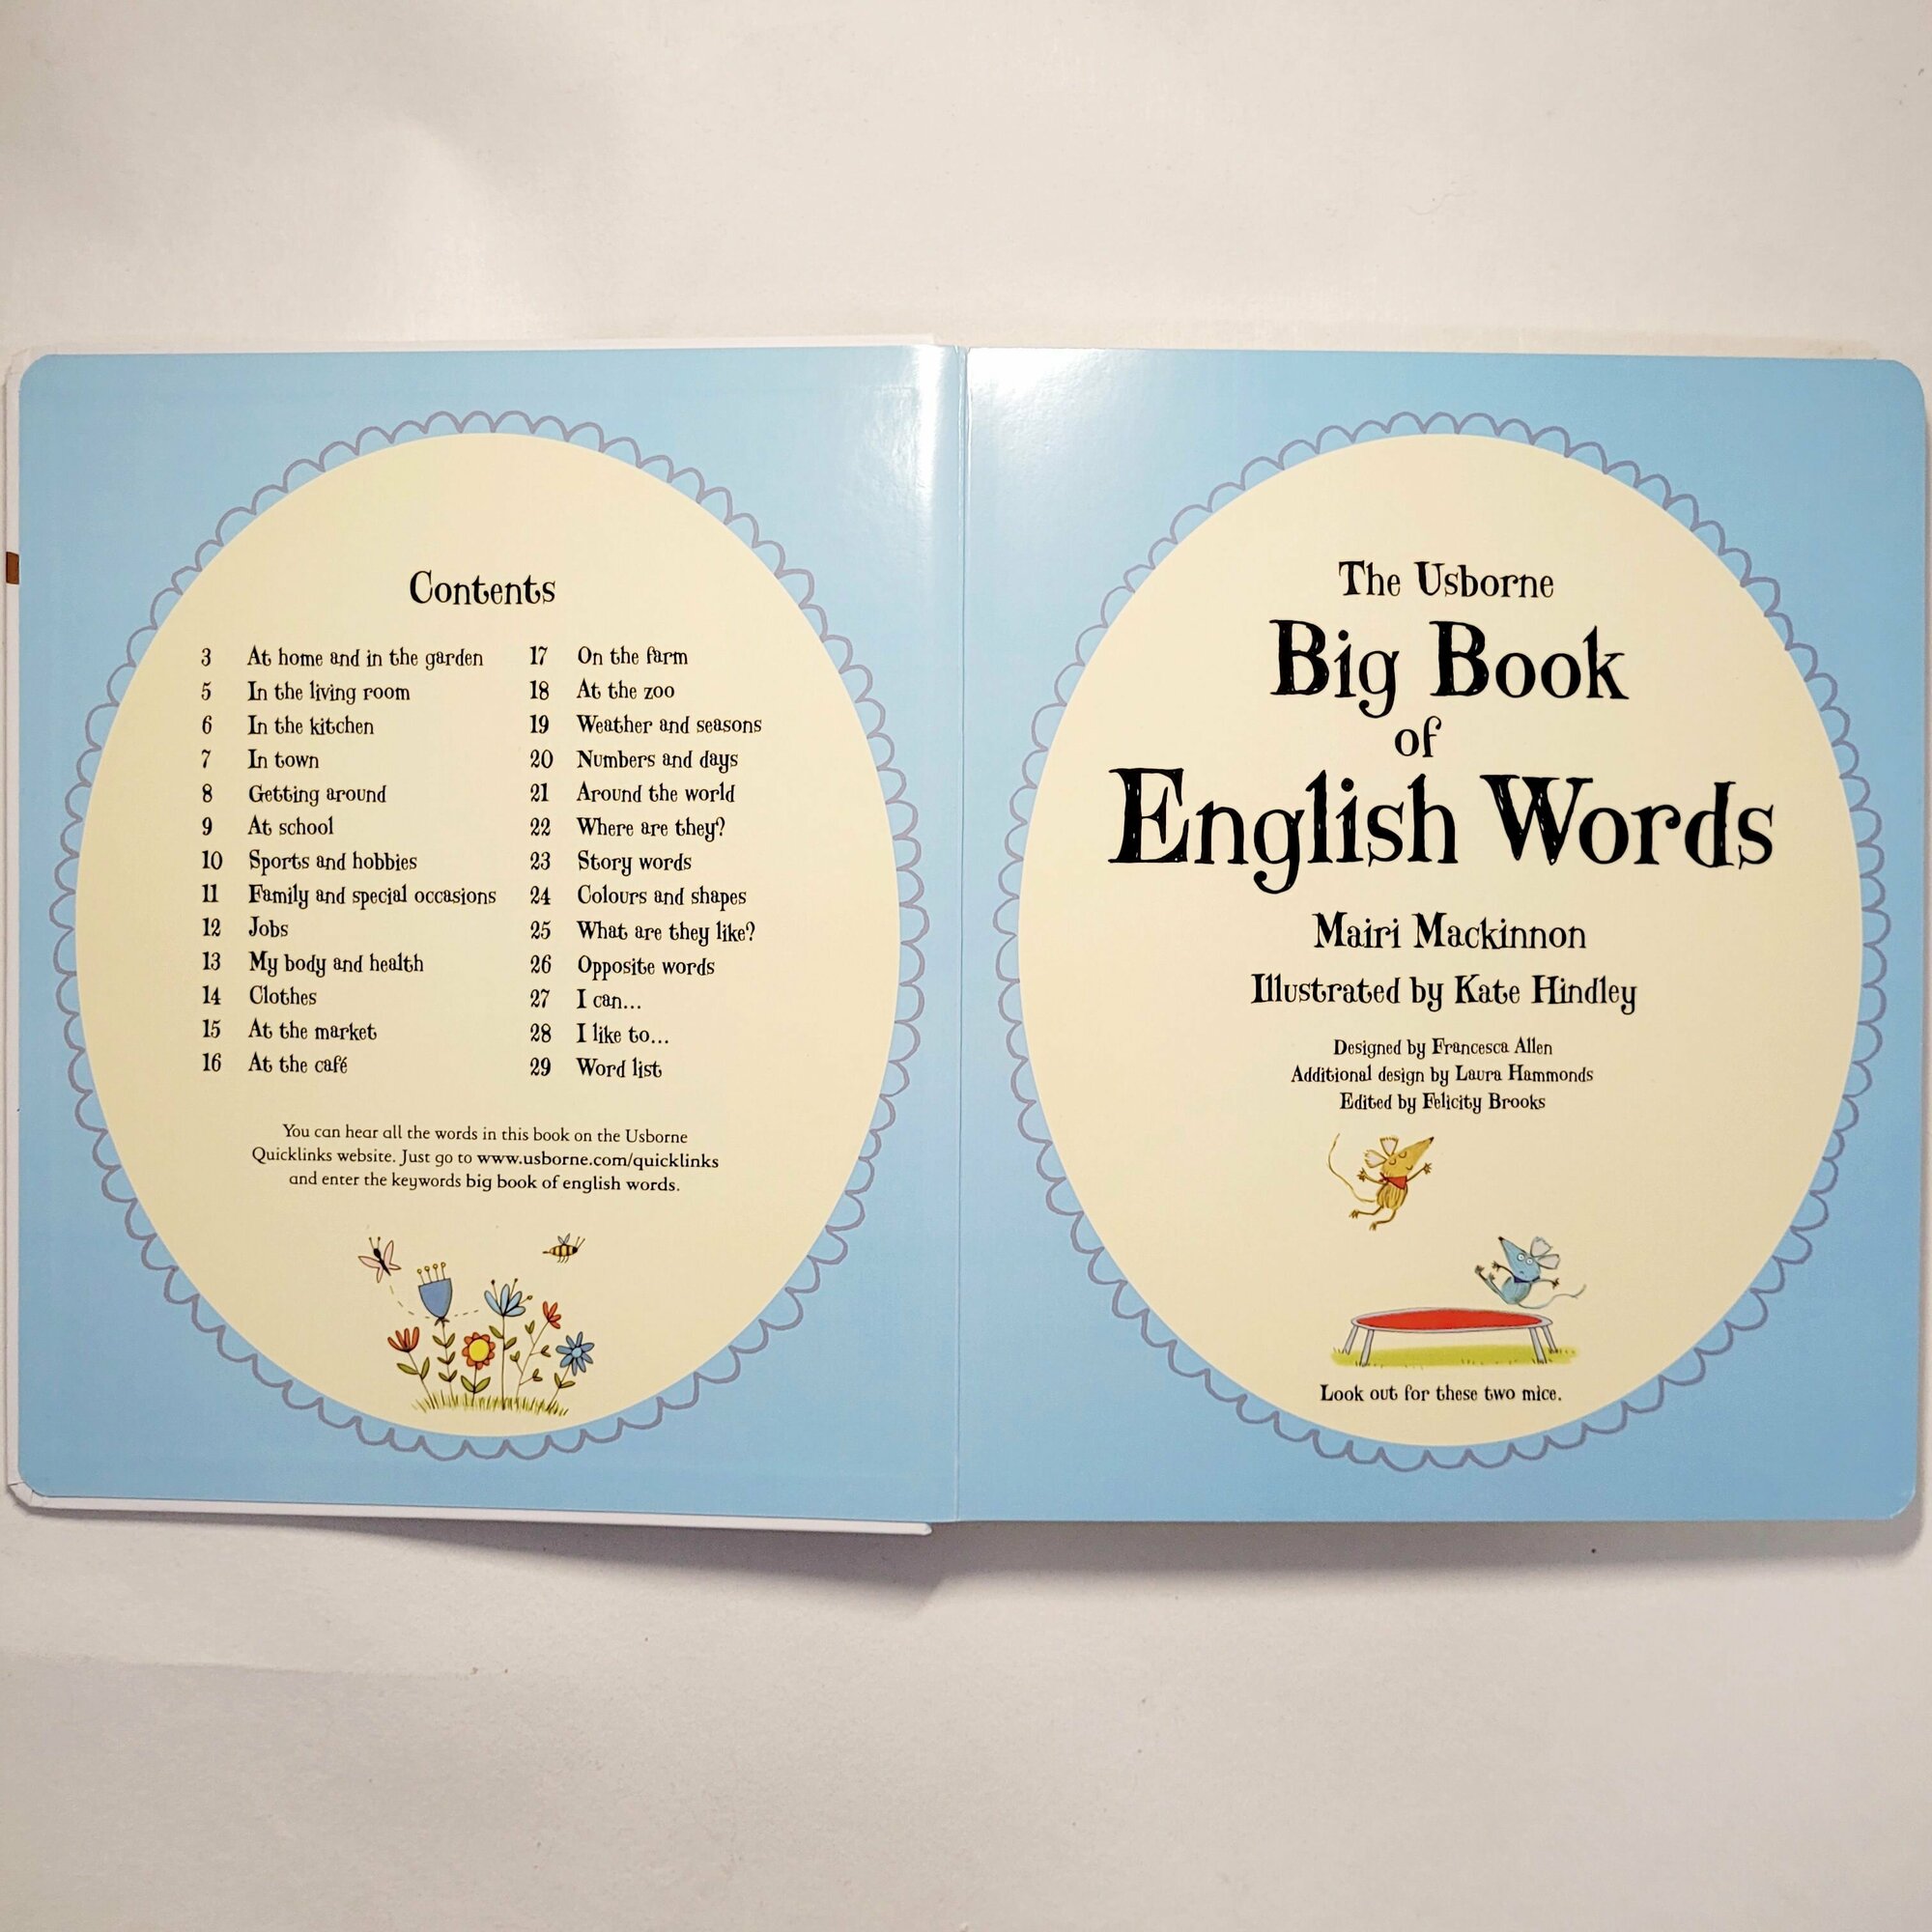 Contents
3 At home and in the garden
5 In the living room
6 In the kitchen
7 In town
8 Getting around
9 At school
10 Sports and hobbies
11 Family and special occasions
12 Jobs
13 My body and health
14 Clothes
15 At the market
16 At the café
17 On the farm
18 At the zoo
19 Weather and seasons
20 Numbers and days
21 Around the world
22 Where are they?
23 Story words
24 Colours and shapes
25 What are they like?
26 Opposite words
27 I can...
28 I like to...
29 Word list
You can hear all the words in this book on the Usborne
Quicklinks website. Just go to www.usborne.com/quicklinks
and enter the keywords big book of english words.
The Usborne
Big Book
of
English Words
Mairi Mackinnon
Illustrated by Kate Hindley
Designed by Francesca Allen
Additional design by Laura Hammonds
Edited by Felicity Brooks
Look out for these two mice.